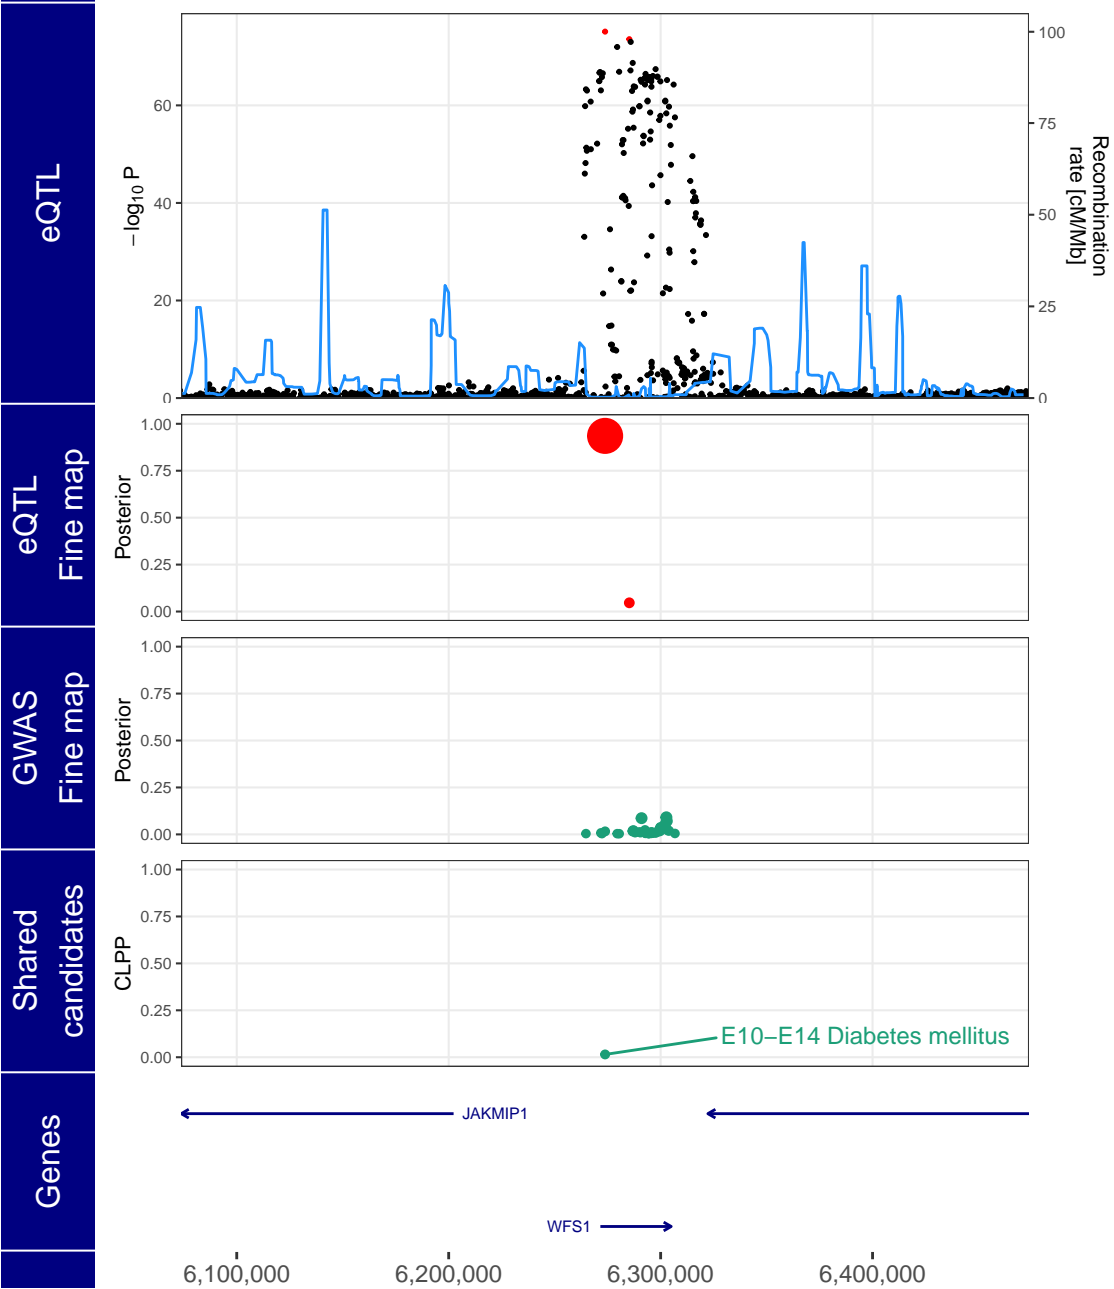 eQTL
−log10 P
0
20
40
60
0
25
50
75
100
Recombination
rate [cM/Mb]
eQTL
Fine map
Posterior
1.00
0.75
0.50
0.25
0.00
GWAS
Fine map
Posterior
1.00
0.75
0.50
0.25
0.00
Shared
candidates
CLPP
1.00
0.75
0.50
0.25
0.00
E10−E14 Diabetes mellitus
Genes
JAKMIP1
WFS1
6,100,000
6,200,000
6,300,000
6,400,000